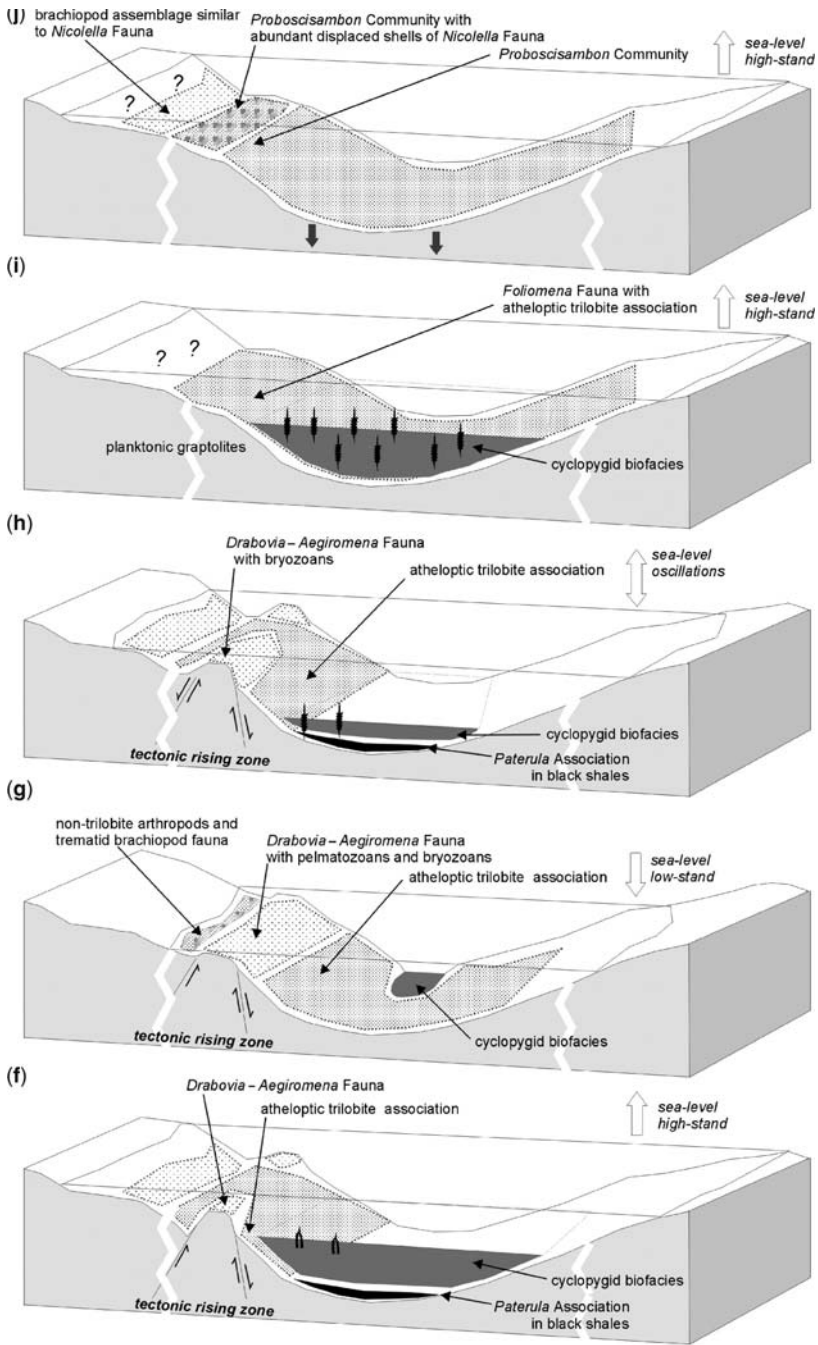 (j)
brachiopod assemblage similar
to Nicolella Fauna
Proboscisambon Community with
abundant displaced shells of Nicolella Fauna
Proboscisambon Community
sea-level
high-stand
? ?
(i)
Foliomena Fauna with
atheloptic trilobite association
sea-level
high-stand
? ?
planktonic graptolites
cyclopygid biofacies
(h)
Drabovia – Aegiromena Fauna
with bryozoans
atheloptic trilobite association
sea-level
oscillations
cyclopygid biofacies
Paterula Association
in black shales
tectonic rising zone
(g)
non-trilobite arthropods and
trematid brachiopod fauna
Drabovia – Aegiromena Fauna
with pelmatozoans and bryozoans
atheloptic trilobite association
sea-level
low-stand
cyclopygid biofacies
tectonic rising zone
(f)
Drabovia – Aegiromena Fauna
atheloptic trilobite association
sea-level
high-stand
cyclopygid biofacies
Paterula Association
in black shales
tectonic rising zone